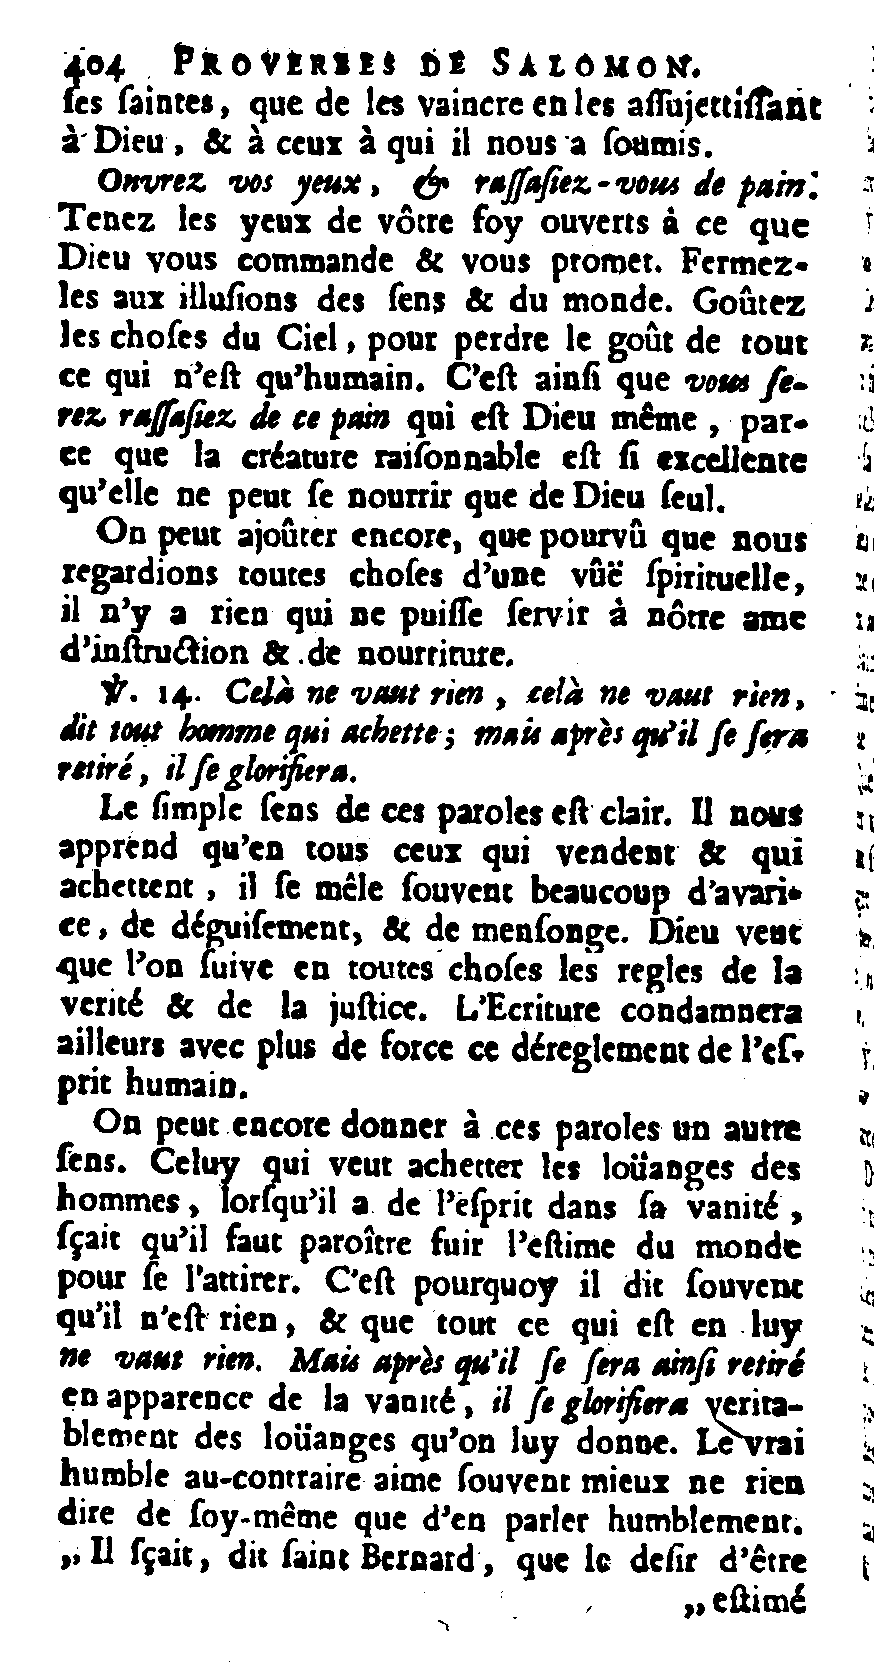 404 PROVERBES DE SALOMON.
ſes ſaintes, que de les vaincre en les aſſujettiſſant
à Dieu, & à ceux à qui il nous a ſoumis.
Ouvrez vos yeux, & raſſaſiez-vous de pain.
Tenez les yeux de vôtre foy ouverts à ce que
Dieu vous commande & vous promet. Fermez-
les aux illuſions des ſens & du monde. Goûtez
les choſes du Ciel, pour perdre le goût de tout
ce qui n'eſt qu'humain. C'eſt ainſi que vous ſe-
rez raſſaſiez de ce pain qui eſt Dieu même, par-
ce que la créature raiſonnable eſt ſi excellente
qu'elle ne peut ſe nourrir que de Dieu ſeul.
On peut ajoûter encore, que pourvû que nous
regardions toutes choſes d'une vûë ſpirituelle,
il n'y a rien qui ne puiſſe ſervir à nôtre ame
d'inſtruction & de nourriture.
℣. 14. Celà ne vaut rien, celà ne vaut rien,
dit tout homme qui achette; mais après qu'il ſe ſera
retiré, il ſe glorifiera.
Le ſimple ſens de ces paroles eſt clair. Il nous
apprend qu'en tous ceux qui vendent & qui
achettent, il ſe mêle ſouvent beaucoup d'avari-
ce, de déguiſement, & de menſonge. Dieu veut
que l'on ſuive en toutes choſes les regles de la
verité & de la juſtice. L'Ecriture condamnera
ailleurs avec plus de force ce déreglement de l'eſ-
prit humain.
On peut encore donner à ces paroles un autre
ſens. Celuy qui veut achetter les loüanges des
hommes, lorſqu'il a de l'eſprit dans ſa vanité,
ſçait qu'il faut paroître fuir l'eſtime du monde
pour ſe l'attirer. C'eſt pourquoy il dit ſouvent
qu'il n'eſt rien, & que tout ce qui eſt en luy
ne vaut rien. Mais après qu'il ſe ſera ainſi retiré
en apparence de la vanité, il ſe glorifiera verita-
blement des loüanges qu'on luy donne. Le vrai
humble au-contraire aime ſouvent mieux ne rien
dire de ſoy-même que d'en parler humblement.
„ Il ſçait, dit ſaint Bernard, que le deſir d'être
„ eſtimé